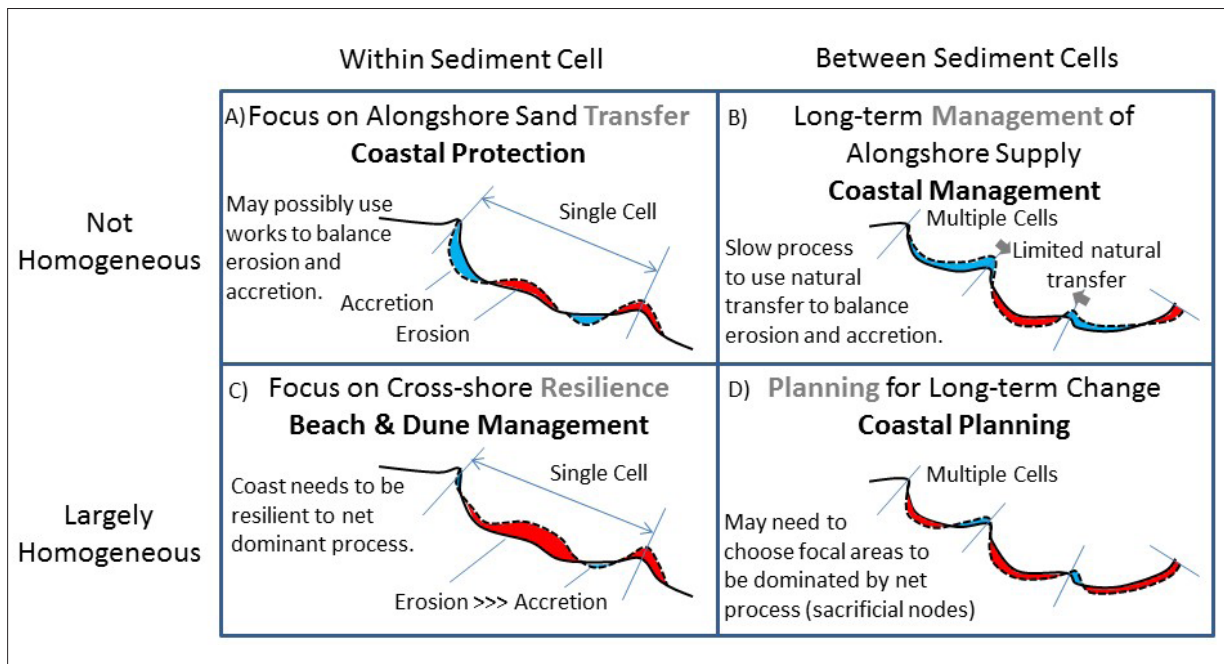 Within Sediment Cell
Between Sediment Cells
Not
Homogeneous
A) Focus on Alongshore Sand Transfer
Coastal Protection
May possibly use
works to balance
erosion and
accretion.
Single Cell
Accretion
Erosion
B) Long-term Management of
Alongshore Supply
Coastal Management
Multiple Cells
Slow process
to use natural
transfer to balance
erosion and accretion.
Limited natural
transfer
Largely
Homogeneous
C) Focus on Cross-shore Resilience
Beach & Dune Management
Single Cell
Coast needs to be
resilient to net
dominant process.
Erosion >>> Accretion
D) Planning for Long-term Change
Coastal Planning
Multiple Cells
May need to
choose focal areas to
be dominated by net
process (sacrificial nodes)